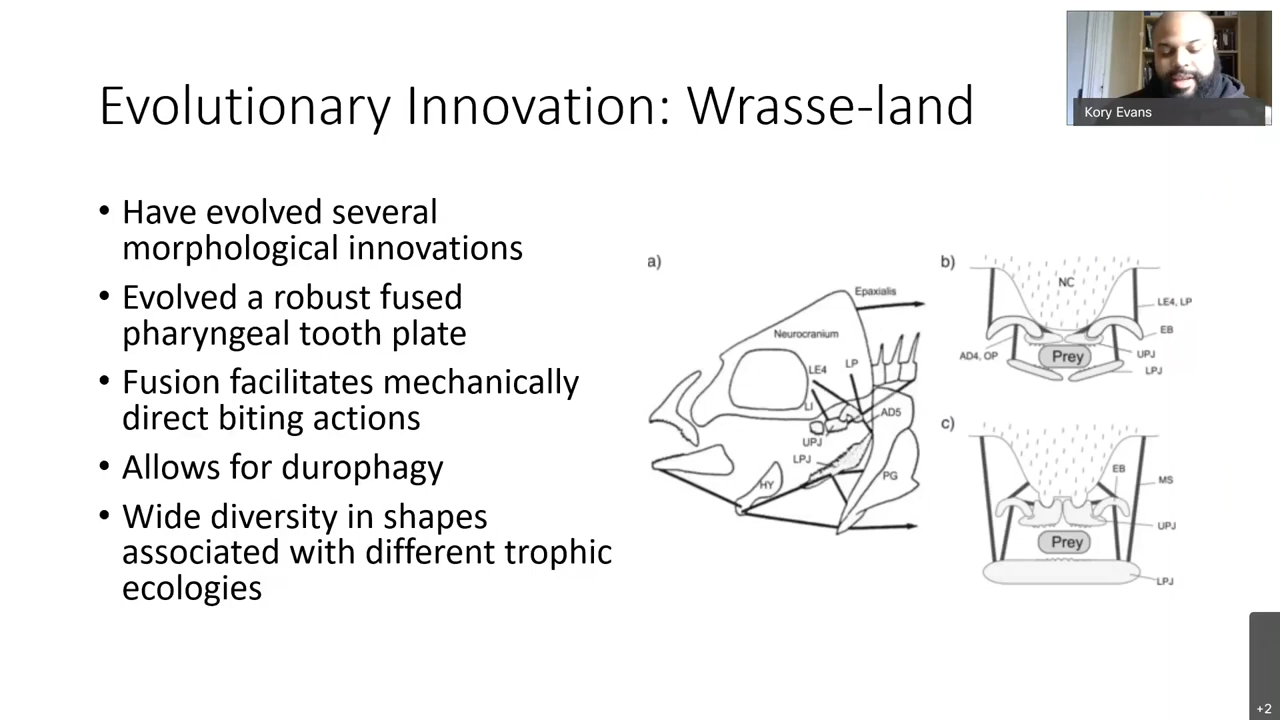 Evolutionary Innovation: Wrasse-land
Kory Evans
• Have evolved several
morphological innovations
• Evolved a robust fused
pharyngeal tooth plate
• Fusion facilitates mechanically
direct biting actions
• Allows for durophagy
• Wide diversity in shapes
associated with different trophic
ecologies
a)
Epaxialis
Neurocranium
LE4
LP
LI
AD5
UPJ
LPJ
HY
PG
b)
NC
LE4, LP
EB
AD4, OP
Prey
UPJ
LPJ
c)
EB
MS
UPJ
Prey
LPJ
+2